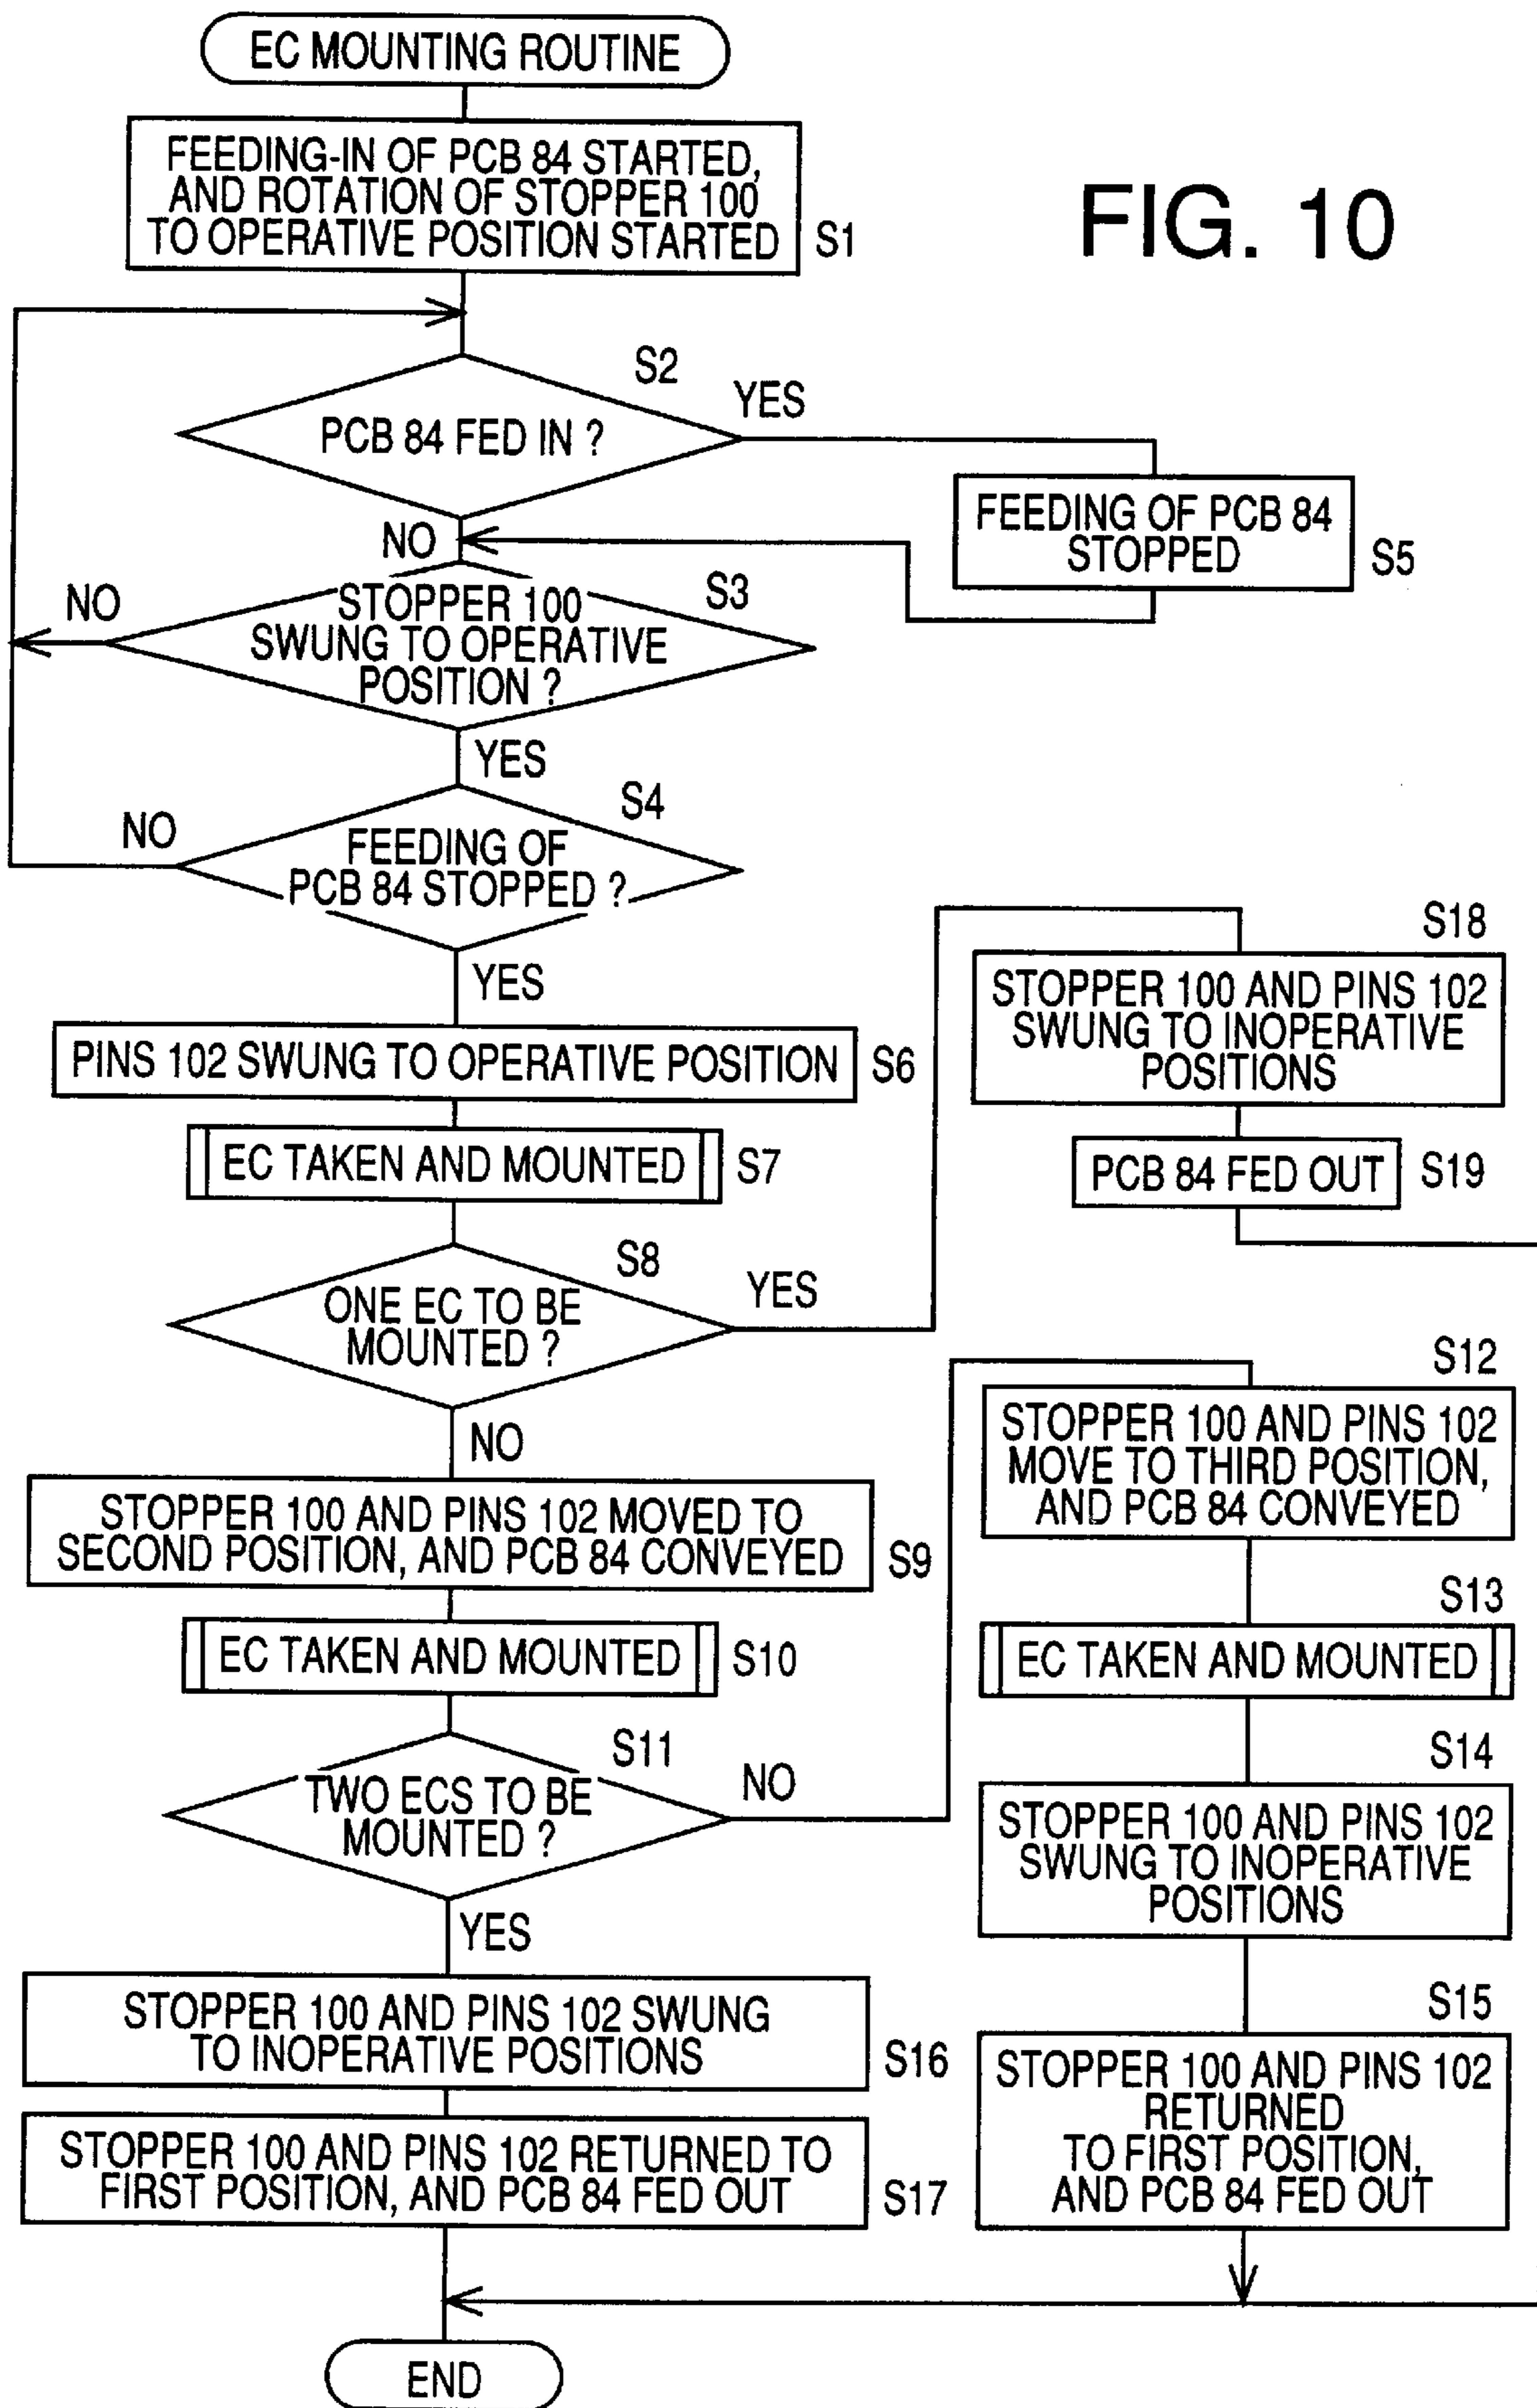 EC MOUNTING ROUTINE
FIG. 10
FEEDING-IN OF PCB 84 STARTED,
AND ROTATION OF STOPPER 100
TO OPERATIVE POSITION STARTED
S1
S2
PCB 84 FED IN ?
YES
NO
FEEDING OF PCB 84
STOPPED
S5
S3
NO
STOPPER 100
SWUNG TO OPERATIVE
POSITION ?
YES
S4
NO
FEEDING OF
PCB 84 STOPPED ?
YES
PINS 102 SWUNG TO OPERATIVE POSITION
S6
EC TAKEN AND MOUNTED
S7
S8
ONE EC TO BE
MOUNTED ?
YES
NO
S18
STOPPER 100 AND PINS 102
SWUNG TO INOPERATIVE
POSITIONS
PCB 84 FED OUT
S19
STOPPER 100 AND PINS 102 MOVED TO
SECOND POSITION, AND PCB 84 CONVEYED
S9
EC TAKEN AND MOUNTED
S10
S11
TWO ECS TO BE
MOUNTED ?
NO
YES
S12
STOPPER 100 AND PINS 102
MOVE TO THIRD POSITION,
AND PCB 84 CONVEYED
S13
EC TAKEN AND MOUNTED
S14
STOPPER 100 AND PINS 102
SWUNG TO INOPERATIVE
POSITIONS
S15
STOPPER 100 AND PINS 102
RETURNED
TO FIRST POSITION,
AND PCB 84 FED OUT
STOPPER 100 AND PINS 102 SWUNG
TO INOPERATIVE POSITIONS
S16
STOPPER 100 AND PINS 102 RETURNED TO
FIRST POSITION, AND PCB 84 FED OUT
S17
END